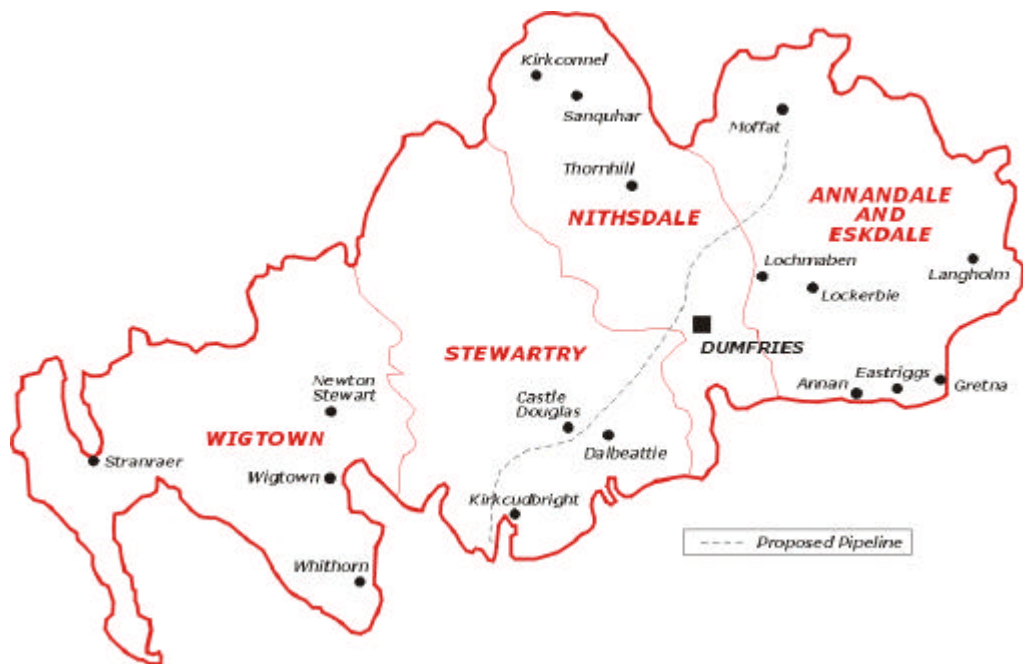 Kirkconnel
Sanquhar
Moffat
Thornhill
NITHSDALE
ANNANDALE
AND
ESKDALE
Lochmaben
Langholm
Lockerbie
DUMFRIES
STEWARTRY
Newton
Stewart
Castle
Douglas
Annan
Eastriggs
Gretna
WIGTOWN
Dalbeattie
Stranraer
Wigtown
Kirkcudbright
Proposed Pipeline
Whithorn